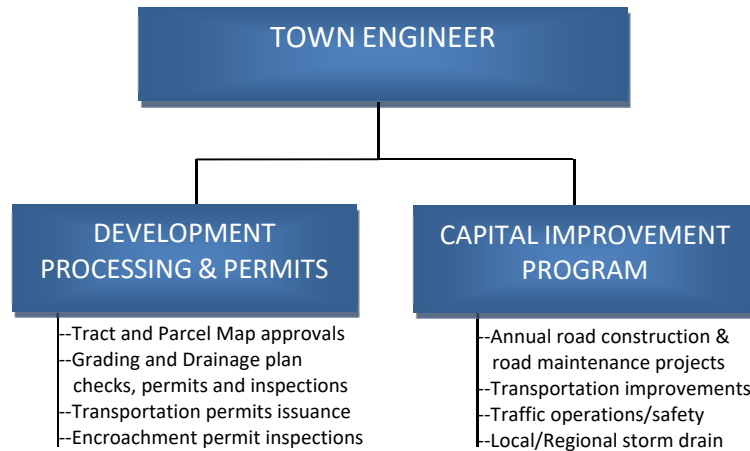 TOWN ENGINEER
DEVELOPMENT
PROCESSING & PERMITS
--Tract and Parcel Map approvals
--Grading and Drainage plan
checks, permits and inspections
--Transportation permits issuance
--Encroachment permit inspections
CAPITAL IMPROVEMENT
PROGRAM
--Annual road construction &
road maintenance projects
--Transportation improvements
--Traffic operations/safety
--Local/Regional storm drain